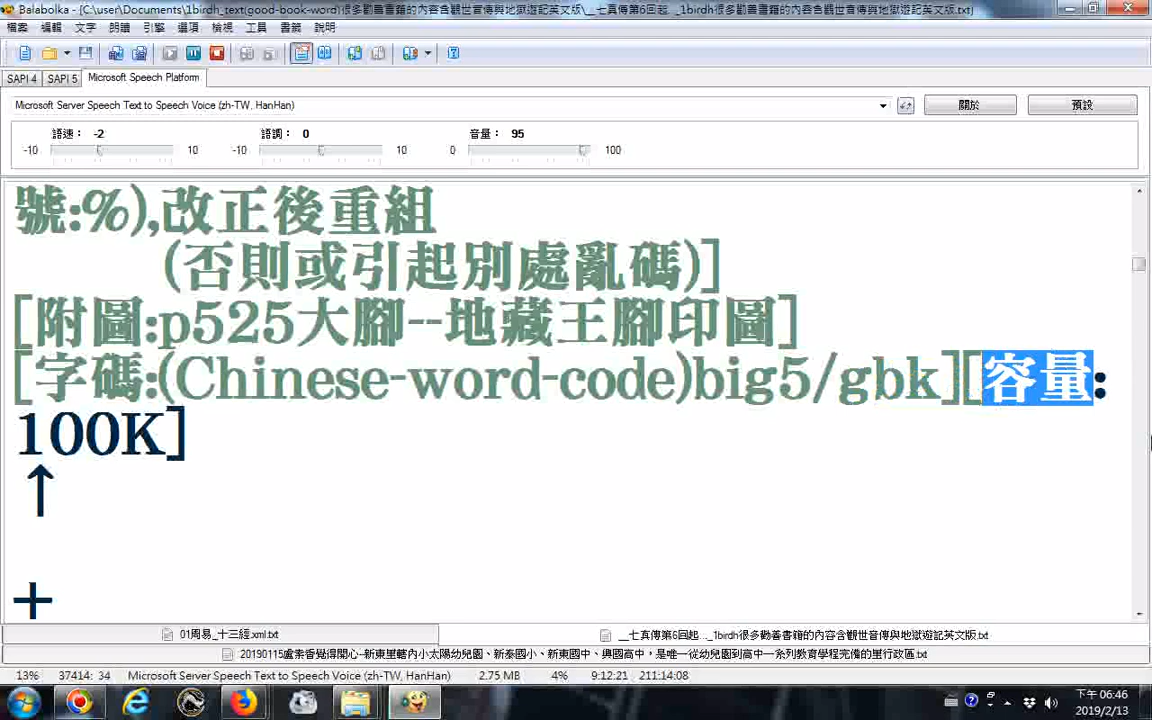 Balabolka - [C:\user\Documents\1birdh_text(good-book-word)很多勸善書籍的內容含觀世音傳與地獄遊記英文版\__七真傳第6回起..._1birdh很多勸善書籍的內容含觀世音傳與地獄遊記英文版.txt]
檔案 編輯 文字 朗讀 引擎 選項 檢視 工具 書籤 說明
SAPI 4 SAPI 5 Microsoft Speech Platform
Microsoft Server Speech Text to Speech Voice (zh-TW, HanHan) 關於 預設
語速： -2 語調： 0 音量： 95
-10 10 -10 10 0 100
號:%),改正後重組
(否則或引起別處亂碼)]
[附圖:p525大腳--地藏王腳印圖]
[字碼:(Chinese-word-code)big5/gbk][容量:
100K]
↑
+
01周易_十三經.xml.txt __七真傳第6回起..._1birdh很多勸善書籍的內容含觀世音傳與地獄遊記英文版.txt
20190115盧素香覺得開心--新東里轄內小太陽幼兒園、新泰國小、新東國中、興國高中，是唯一從幼兒園到高中一系列教育學程完備的里行政區.txt
13% 37414: 34 Microsoft Server Speech Text to Speech Voice (zh-TW, HanHan) 2.75 MB 4% 9:12:21 211:14:08
下午 06:46
2019/2/13